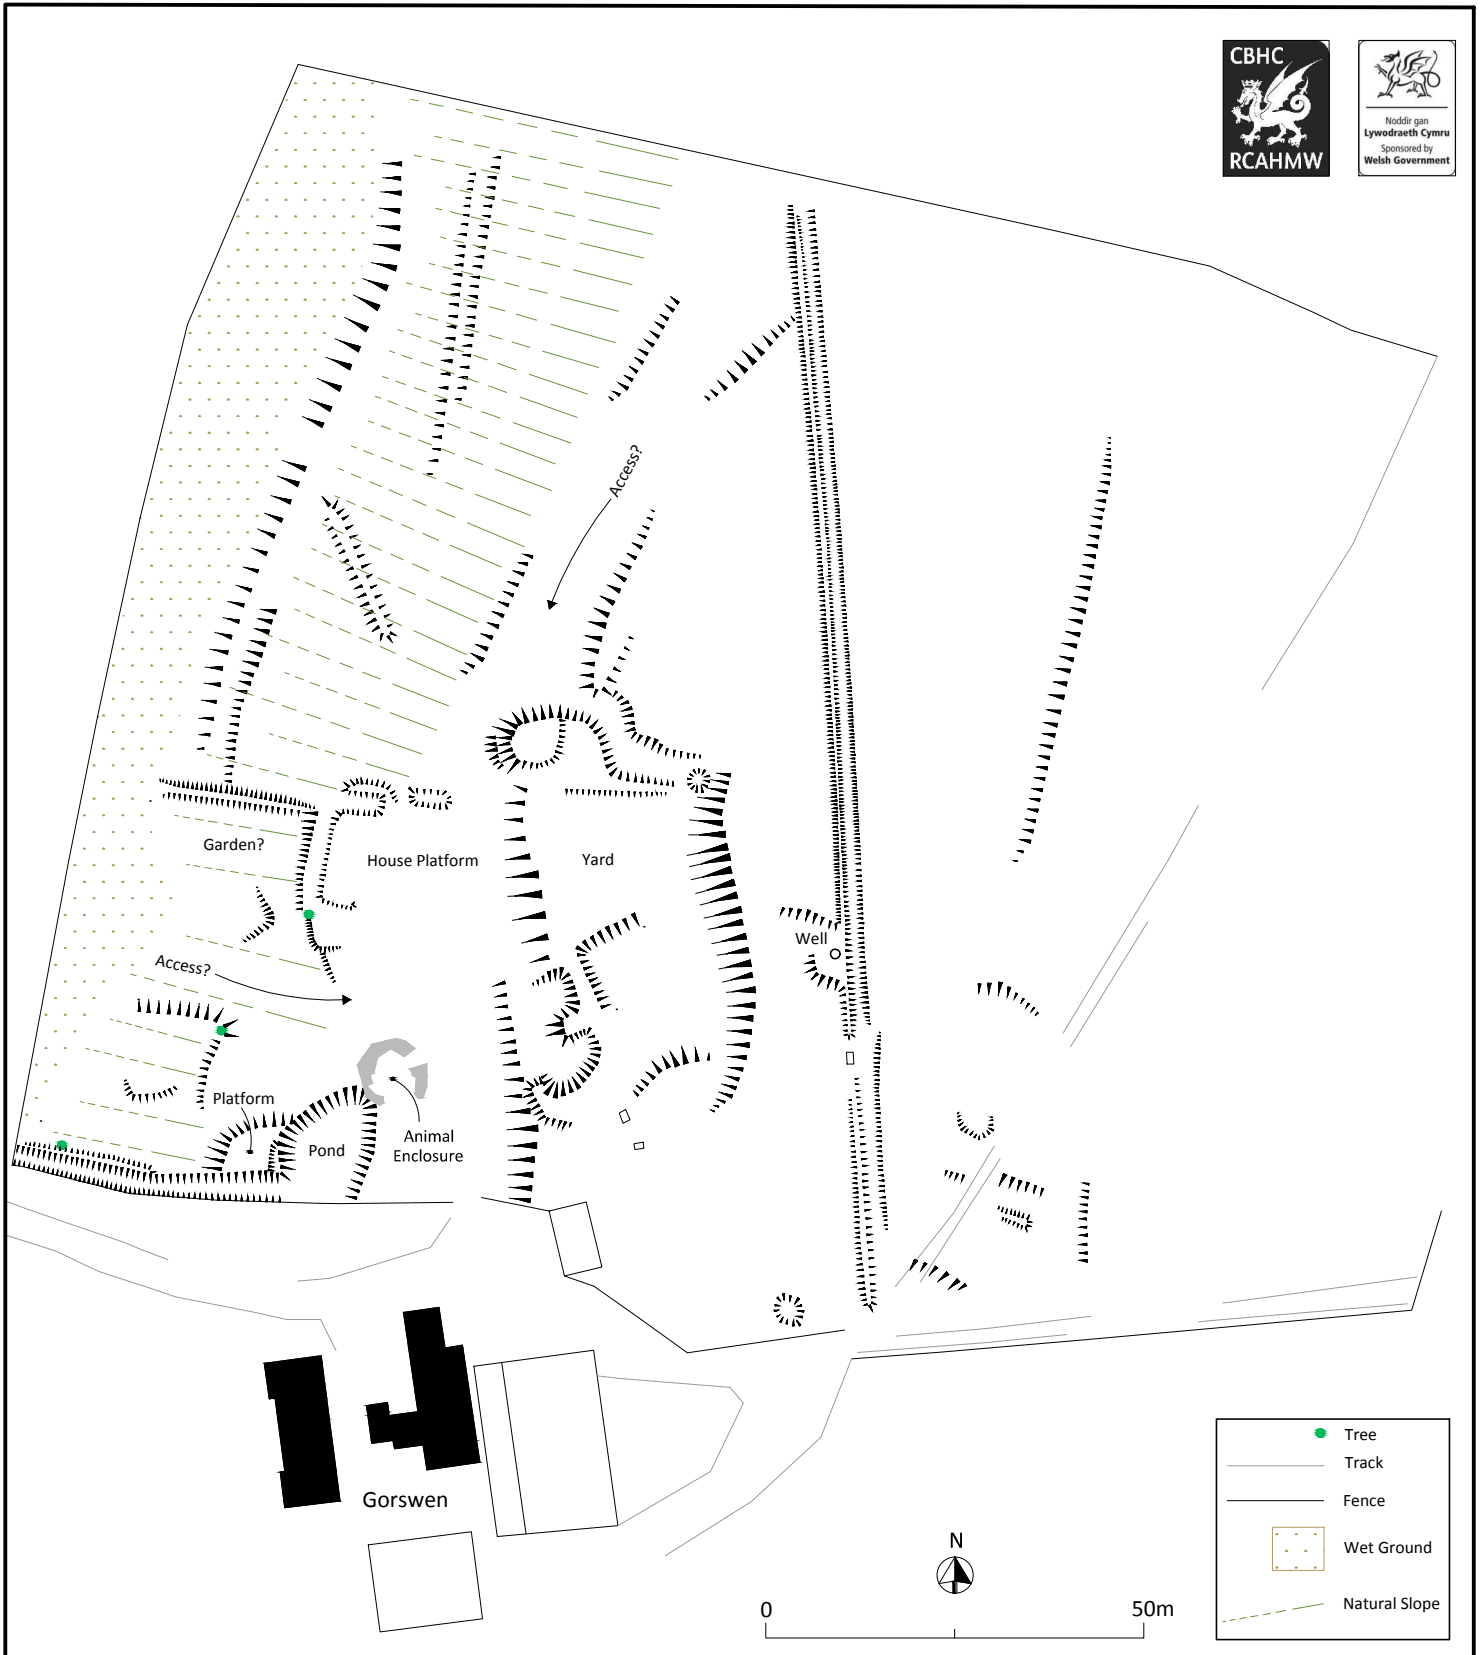 CBHC
RCAHMW
Noddir gan
Lywodraeth Cymru
Sponsored by
Welsh Government
Access?
Garden?
House Platform
Yard
Well
Access?
Platform
Pond
Animal
Enclosure
Gorswen
N
0
50m
Tree
Track
Fence
Wet Ground
Natural Slope